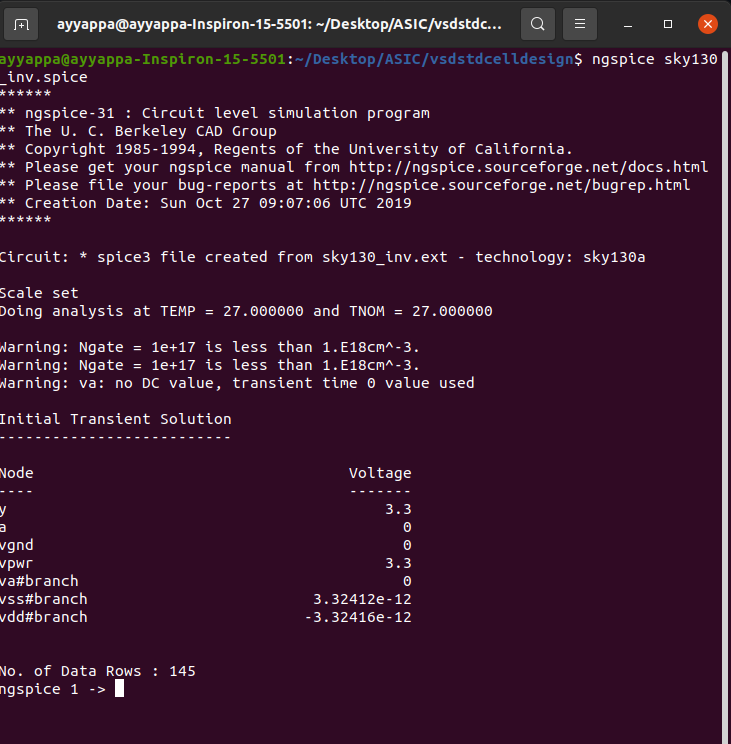 ayyappa@ayyappa-Inspiron-15-5501: ~/Desktop/ASIC/vsdstdc...
ayyappa@ayyappa-Inspiron-15-5501:~/Desktop/ASIC/vsdstdcelldesign$ ngspice sky130
_inv.spice
******
** ngspice-31 : Circuit level simulation program
** The U. C. Berkeley CAD Group
** Copyright 1985-1994, Regents of the University of California.
** Please get your ngspice manual from http://ngspice.sourceforge.net/docs.html
** Please file your bug-reports at http://ngspice.sourceforge.net/bugrep.html
** Creation Date: Sun Oct 27 09:07:06 UTC 2019
******
Circuit: * spice3 file created from sky130_inv.ext - technology: sky130a
Scale set
Doing analysis at TEMP = 27.000000 and TNOM = 27.000000
Warning: Ngate = 1e+17 is less than 1.E18cm^-3.
Warning: Ngate = 1e+17 is less than 1.E18cm^-3.
Warning: va: no DC value, transient time 0 value used
Initial Transient Solution
--------------------------
Node Voltage
---- -------
y 3.3
a 0
vgnd 0
vpwr 3.3
va#branch 0
vss#branch 3.32412e-12
vdd#branch -3.32416e-12
No. of Data Rows : 145
ngspice 1 ->